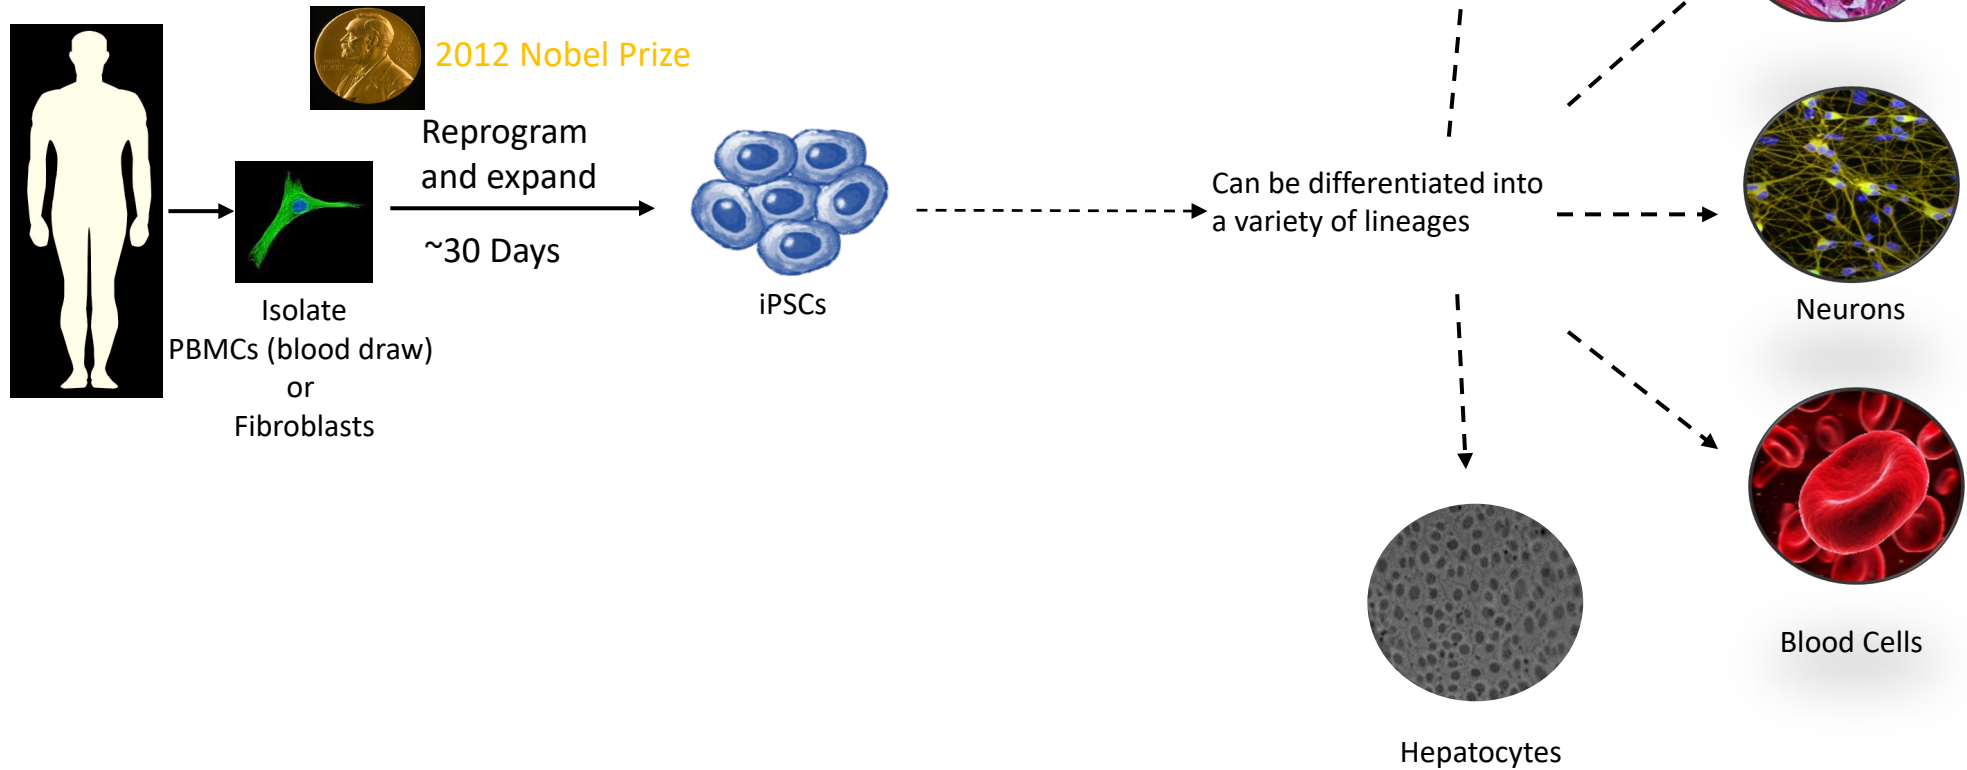 2012 Nobel Prize
Reprogram
and expand
~30 Days
Isolate
PBMCs (blood draw)
or
Fibroblasts
iPSCs
Can be differentiated into
a variety of lineages
Neurons
Blood Cells
Hepatocytes